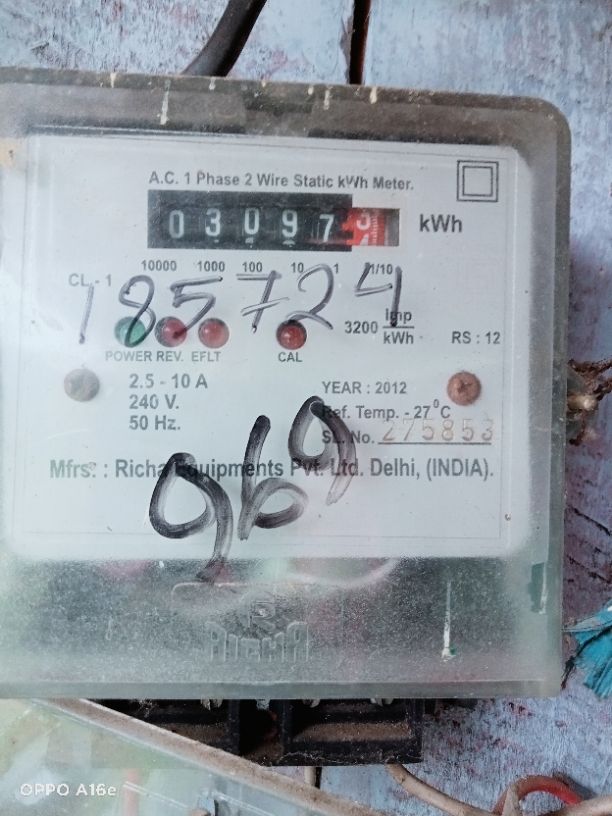 A.C. 1 Phase 2 Wire Static kWh Meter.
03097 kWh
10000 1000 100 10 1 1/10
CL. 1
185724
3200 Imp/kWh
RS : 12
POWER REV. EFLT CAL
2.5 - 10 A
240 V.
50 Hz.
YEAR : 2012
Ref. Temp. - 27°C
SL. No. 275853
Mfrs. : Richa Equipments Pvt. Ltd. Delhi, (INDIA).
969
RICHA
OPPO A16e